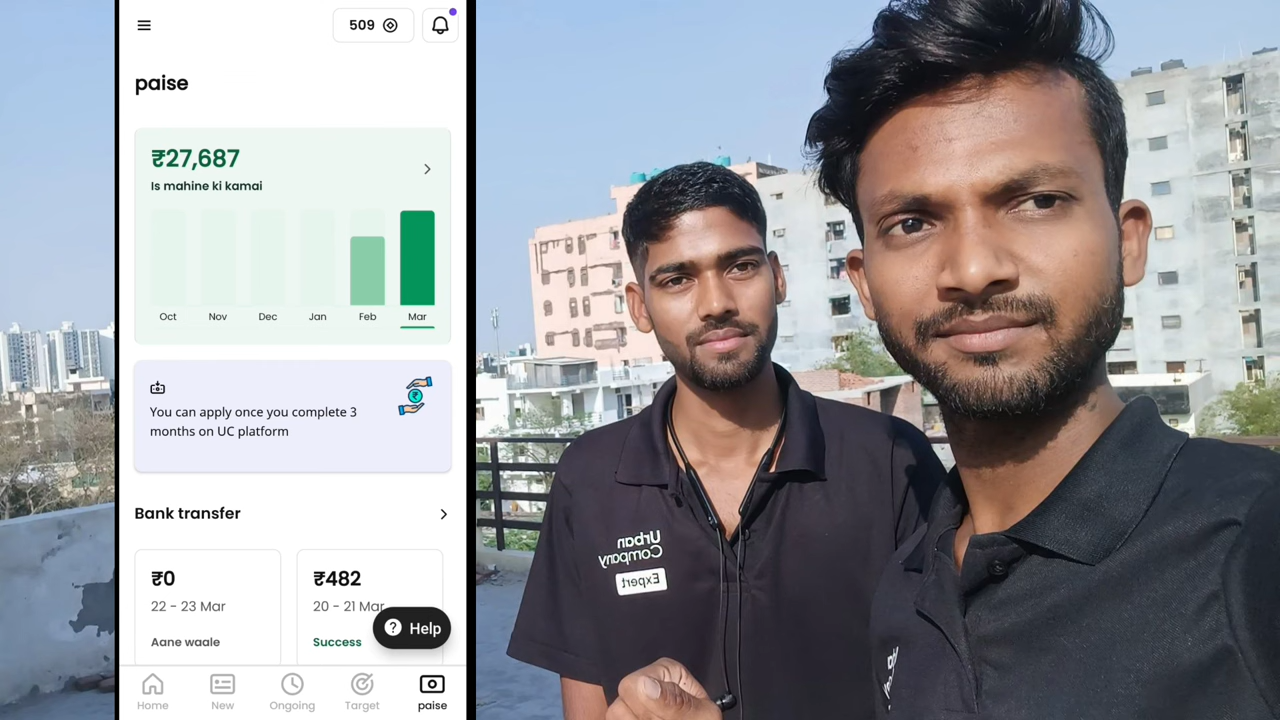 509
paise
₹27,687
Is mahine ki kamai
Oct Nov Dec Jan Feb Mar
You can apply once you complete 3
months on UC platform
Bank transfer
₹0
22 - 23 Mar
Aane waale
₹482
20 - 21 Mar
Success
Help
Home New Ongoing Target paise
Urban
Company
Expert